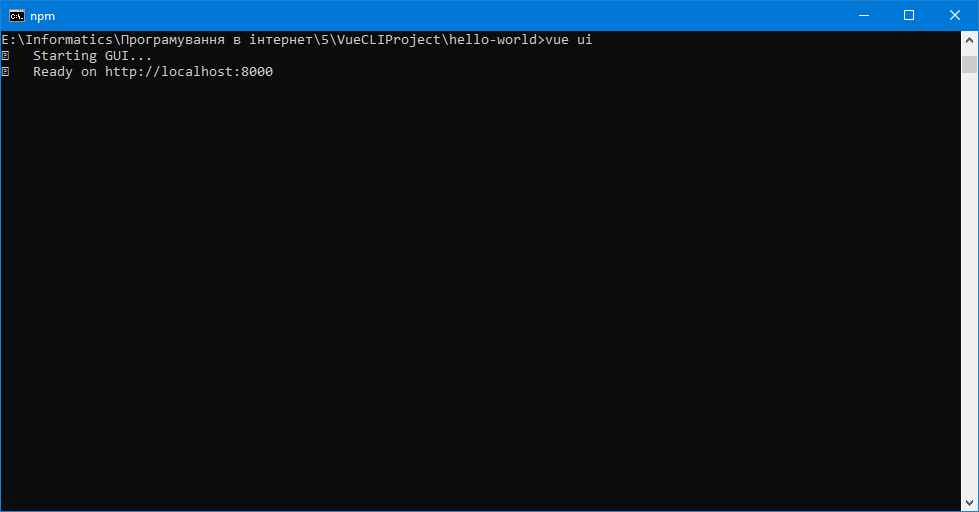 npm
E:\Informatics\Програмування в інтернет\5\VueCLIProject\hello-world>vue ui
Starting GUI...
Ready on http://localhost:8000